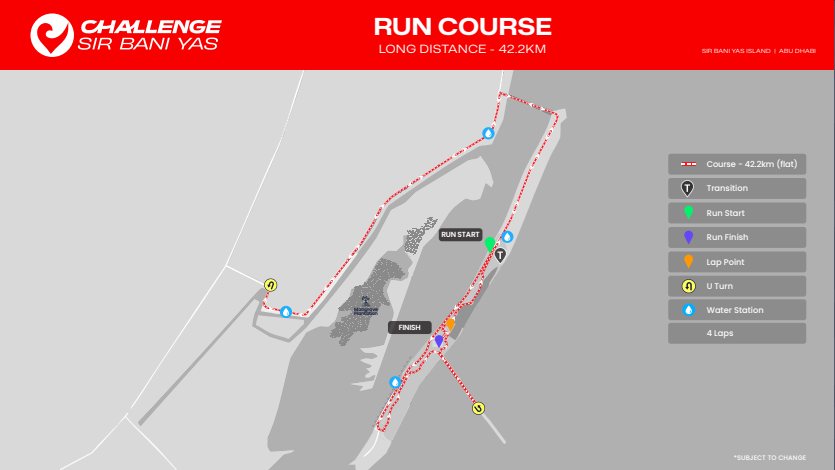 CHALLENGE
SIR BANI YAS
RUN COURSE
LONG DISTANCE - 42.2KM
SIR BANI YAS ISLAND | ABU DHABI
Course - 42.2km (flat)
T
Transition
Run Start
Run Finish
Lap Point
U Turn
Water Station
4 Laps
RUN START
T
Mangrove
Plantation
FINISH
*SUBJECT TO CHANGE